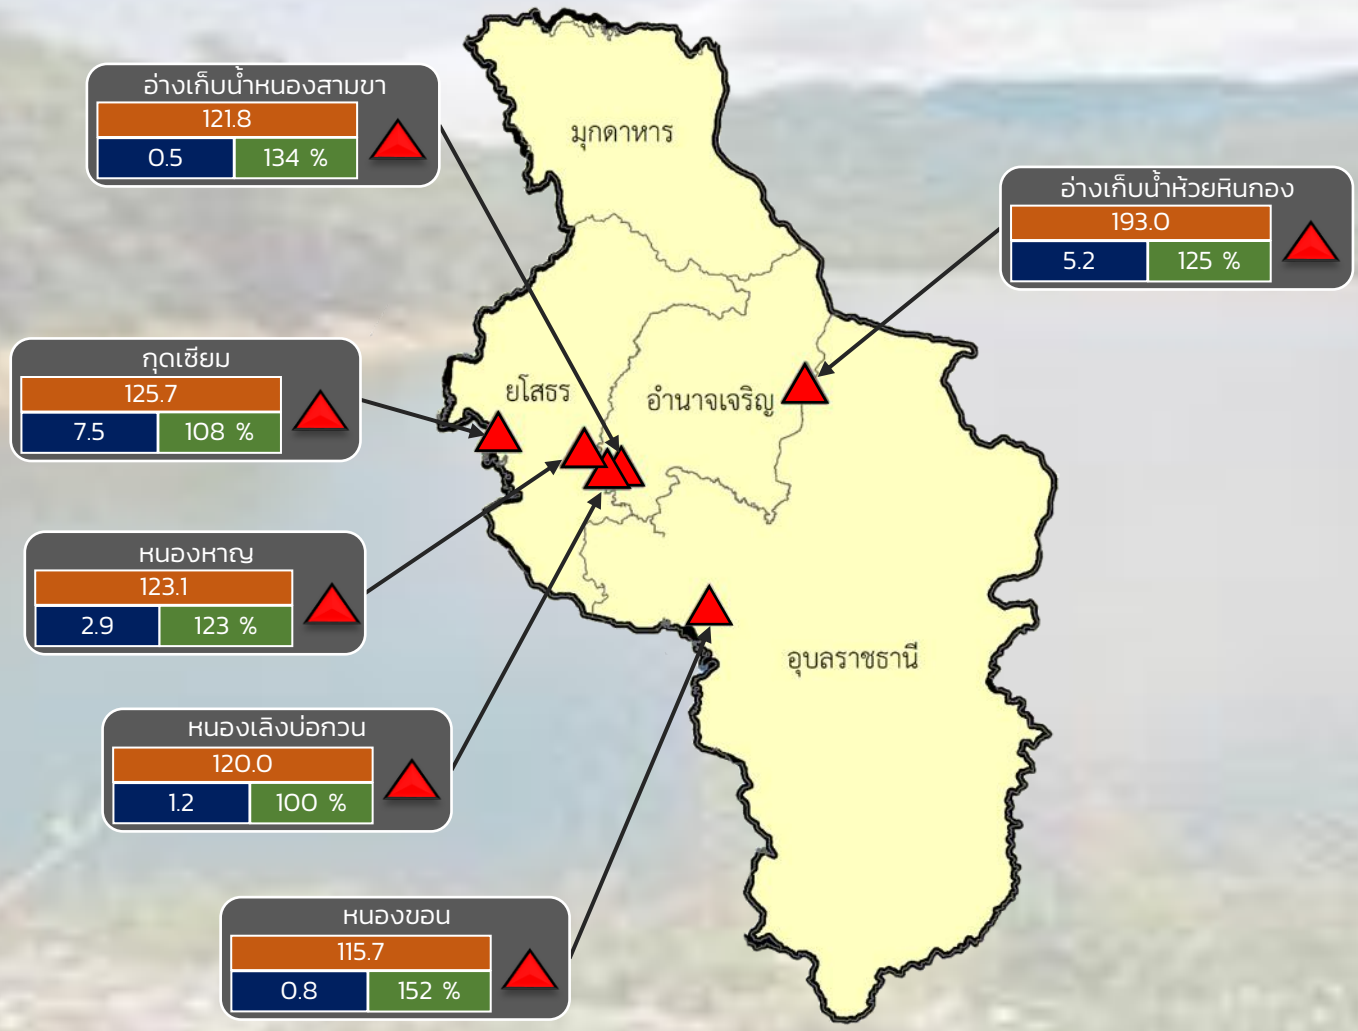 อ่างเก็บน้ำหนองสามขา
121.8
0.5 134 %
มุกดาหาร
อ่างเก็บน้ำห้วยหินกอง
193.0
5.2 125 %
กุดเซียม
125.7
7.5 108 %
ยโสธร
อำนาจเจริญ
หนองหาญ
123.1
2.9 123 %
อุบลราชธานี
หนองเลิงบ่อกวน
120.0
1.2 100 %
หนองขอน
115.7
0.8 152 %